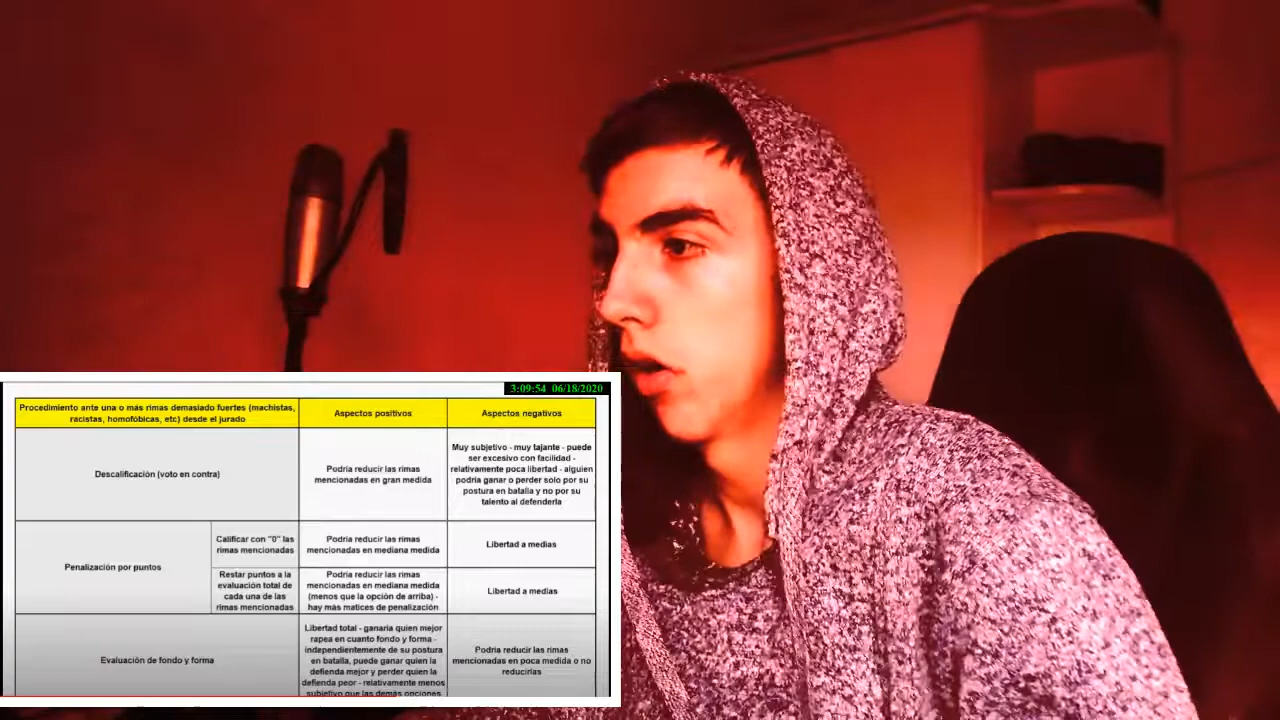 3:09:54 06/18/2020
Procedimiento ante una o más rimas demasiado fuertes (machistas,
racistas, homofóbicas, etc) desde el jurado
Aspectos positivos
Aspectos negativos
Descalificación (voto en contra)
Podría reducir las rimas
mencionadas en gran medida
Muy subjetivo - muy tajante - puede
ser excesivo con facilidad -
relativamente poca libertad - alguien
podría ganar o perder solo por su
postura en batalla y no por su
talento al defenderla
Penalización por puntos
Calificar con "0" las
rimas mencionadas
Podría reducir las rimas
mencionadas en mediana medida
Libertad a medias
Restar puntos a la
evaluación total de
cada una de las
rimas mencionadas
Podría reducir las rimas
mencionadas en mediana medida
(menos que la opción de arriba) -
hay más matices de penalización
Libertad a medias
Evaluación de fondo y forma
Libertad total - ganaría quien mejor
rapea en cuanto fondo y forma -
independientemente de su postura
en batalla, puede ganar quien la
defienda mejor y perder quien la
defienda peor - relativamente menos
subjetivo que las demás opciones
Podría reducir las rimas
mencionadas en poca medida o no
reducirlas